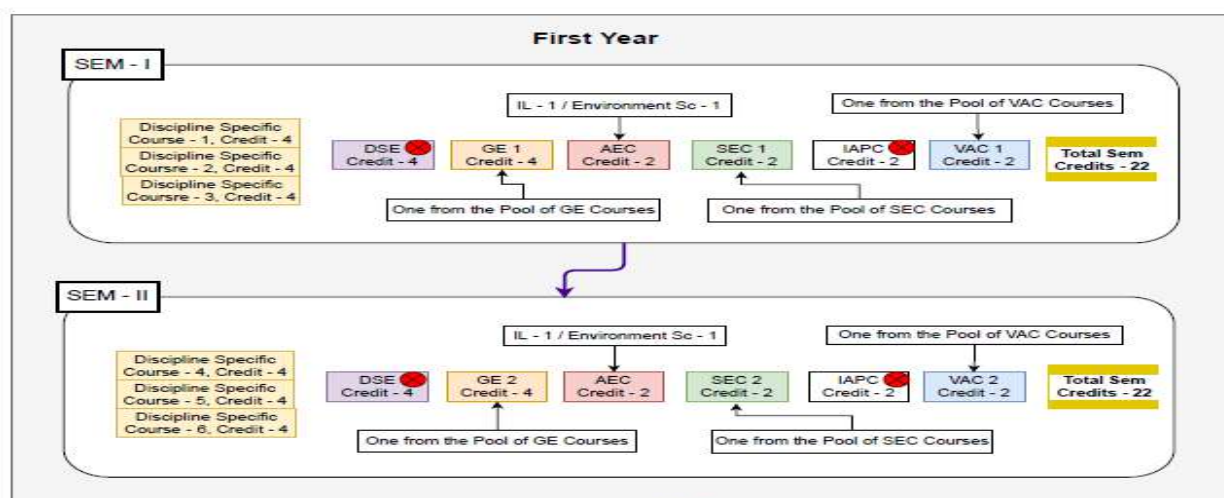 First Year
SEM - I
IL - 1 / Environment Sc - 1
One from the Pool of VAC Courses
Discipline Specific
Course - 1, Credit - 4
Discipline Specific
Coursre - 2, Credit - 4
Discipline Specific
Coursre - 3, Credit - 4
DSE
Credit - 4
GE 1
Credit - 4
AEC
Credit - 2
SEC 1
Credit - 2
IAPC
Credit - 2
VAC 1
Credit - 2
Total Sem
Credits - 22
One from the Pool of GE Courses
One from the Pool of SEC Courses
SEM - II
IL - 1 / Environment Sc - 1
One from the Pool of VAC Courses
Discipline Specific
Course - 4, Credit - 4
Discipline Specific
Course - 5, Credit - 4
Discipline Specific
Course - 6, Credit - 4
DSE
Credit - 4
GE 2
Credit - 4
AEC
Credit - 2
SEC 2
Credit - 2
IAPC
Credit - 2
VAC 2
Credit - 2
Total Sem
Credits - 22
One from the Pool of GE Courses
One from the Pool of SEC Courses